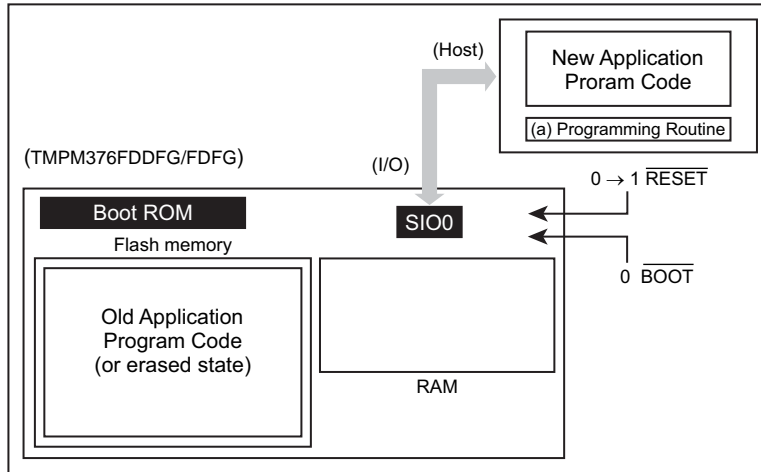 (Host)
New Application
Proram Code
(a) Programming Routine
(TMPM376FDDFG/FDFG)
(I/O)
0 → 1 RESET
Boot ROM
SIO0
Flash memory
0 BOOT
Old Application
Program Code
(or erased state)
RAM